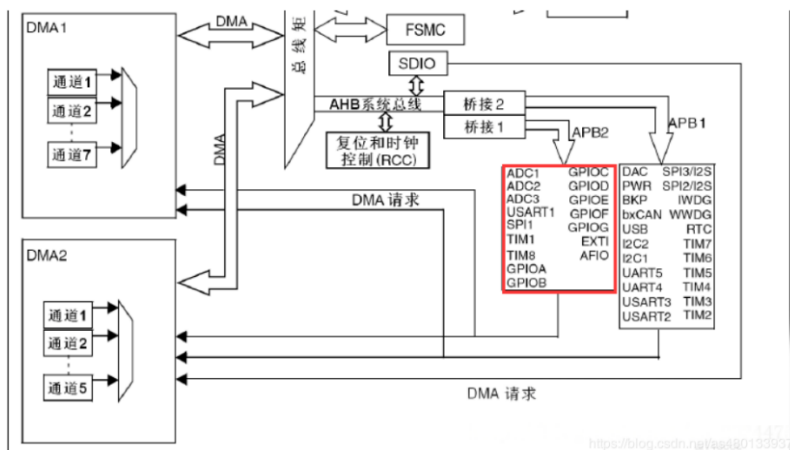 DMA1
DMA
总线矩
FSMC
SDIO
通道1
通道2
通道7
AHB系统总线
桥接2
桥接1
APB2
APB1
复位和时钟
控制(RCC)
DMA
DMA请求
ADC1 GPIOC
ADC2 GPIOD
ADC3 GPIOE
USART1 GPIOF
SPI1 GPIOG
TIM1 EXTI
TIM8 AFIO
GPIOA
GPIOB
DAC SPI3/I2S
PWR SPI2/I2S
BKP IWDG
bxCAN WWDG
USB RTC
I2C2 TIM7
I2C1 TIM6
UART5 TIM5
UART4 TIM4
USART3 TIM3
USART2 TIM2
DMA2
通道1
通道2
通道5
DMA 请求